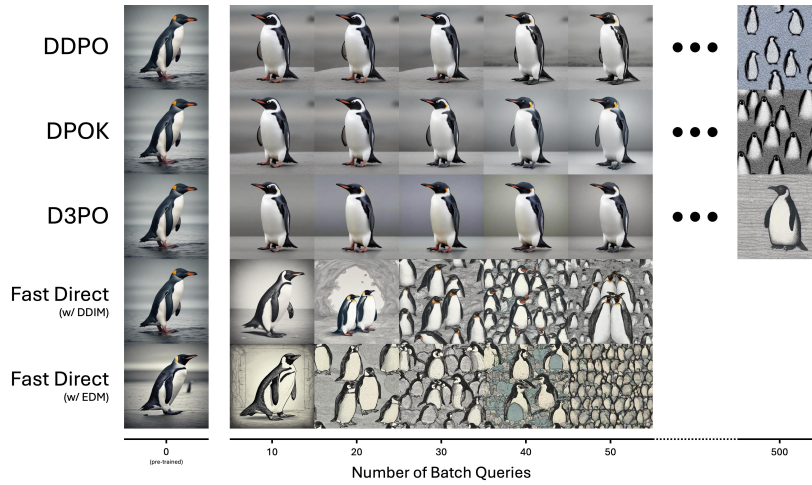 DDPO
DPOK
D3PO
Fast Direct
(w/ DDIM)
Fast Direct
(w/ EDM)
0 10 20 30 40 50 500
(pre-trained)
Number of Batch Queries